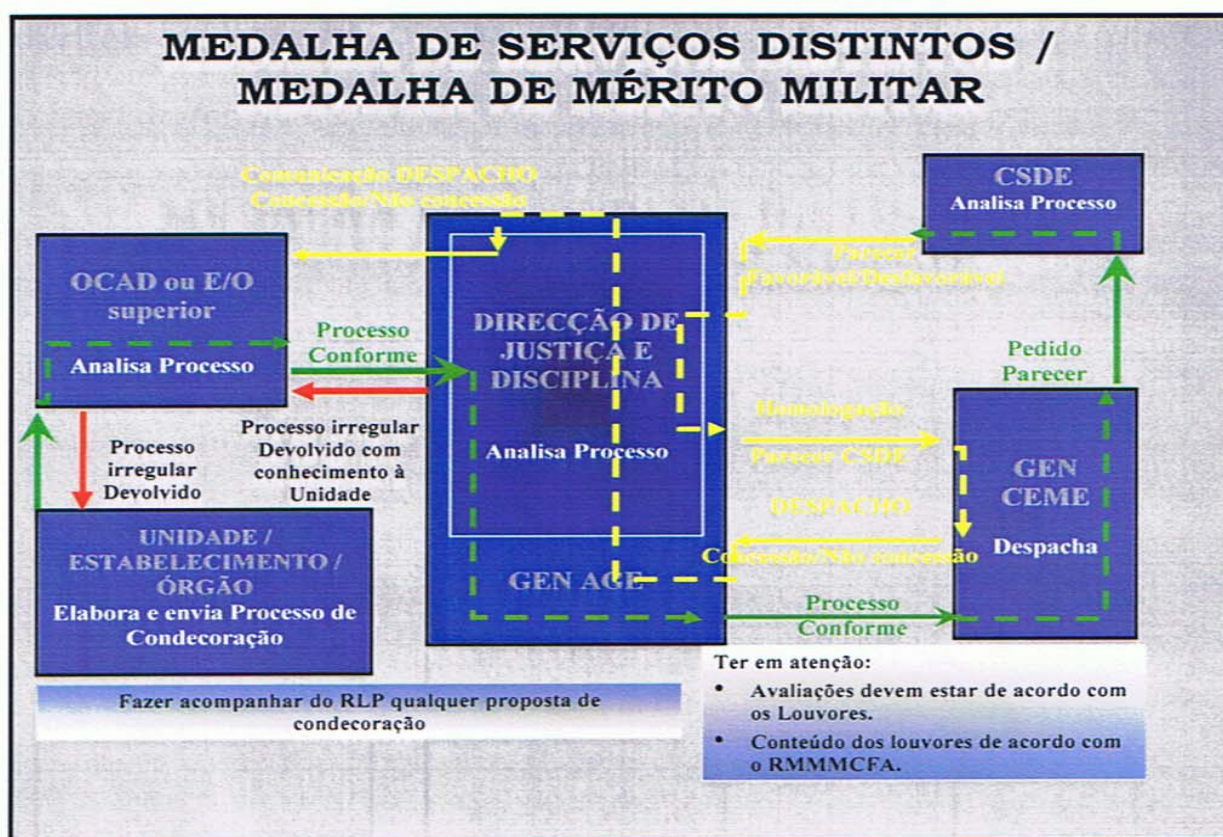 MEDALHA DE SERVIÇOS DISTINTOS /
MEDALHA DE MÉRITO MILITAR
Comunicação DESPACHO
Concessão/Não concessão
CSDE
Analisa Processo
OCAD ou E/O
superior
Analisa Processo
Processo
Conforme
DIRECÇÃO DE
JUSTIÇA E
DISCIPLINA
Analisa Processo
GEN AGE
Parecer
Favorável/Desfavorável
Pedido
Parecer
Processo
irregular
Devolvido
Processo irregular
Devolvido com
conhecimento à
Unidade
Homologação
Parecer CSDE
DESPACHO
Concessão/Não concessão
GEN
CEME
Despacha
UNIDADE /
ESTABELECIMENTO /
ÓRGÃO
Elabora e envia Processo de
Condecoração
Processo
Conforme
Fazer acompanhar do RLP qualquer proposta de
condecoração
Ter em atenção:
• Avaliações devem estar de acordo com
os Louvores.
• Conteúdo dos louvores de acordo com
o RMMMCFA.